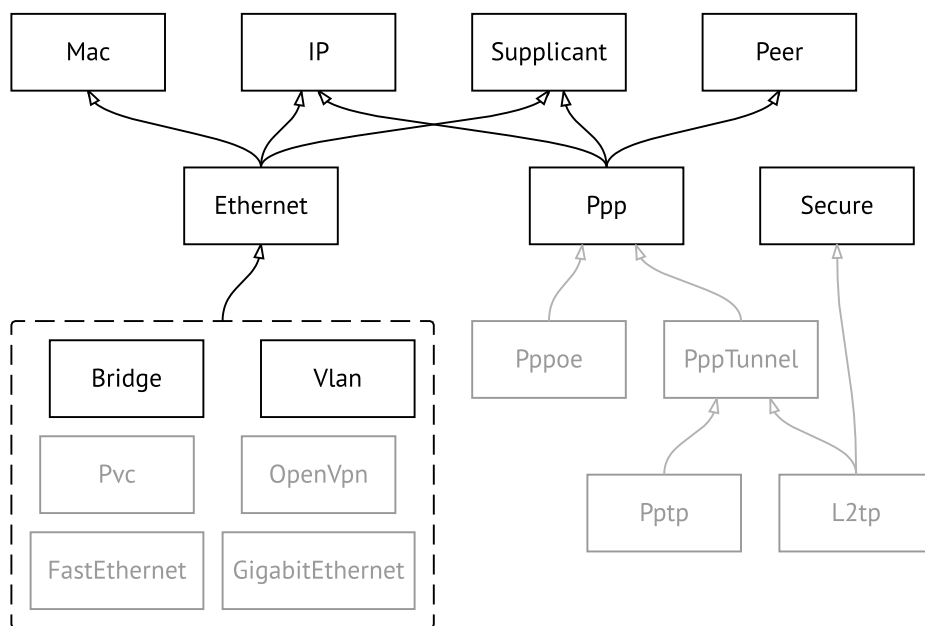 Mac
IP
Supplicant
Peer
Ethernet
Ppp
Secure
Bridge
Vlan
Pppoe
PppTunnel
Pvc
OpenVpn
Pptp
L2tp
FastEthernet
GigabitEthernet